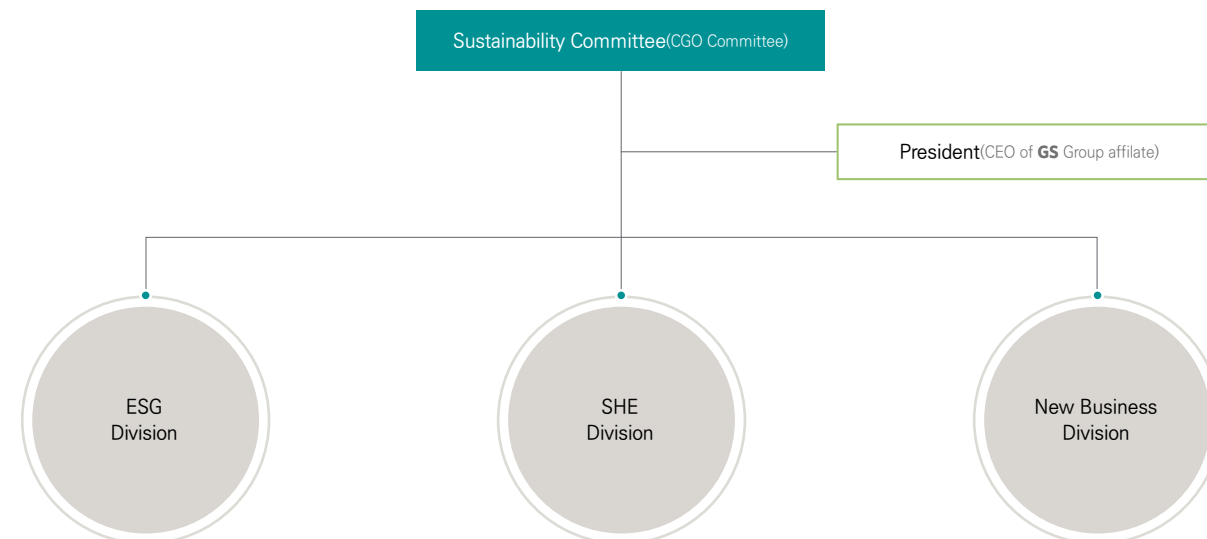 Sustainability Committee(CGO Committee)
President(CEO of GS Group affilate)
ESG
Division
SHE
Division
New Business
Division